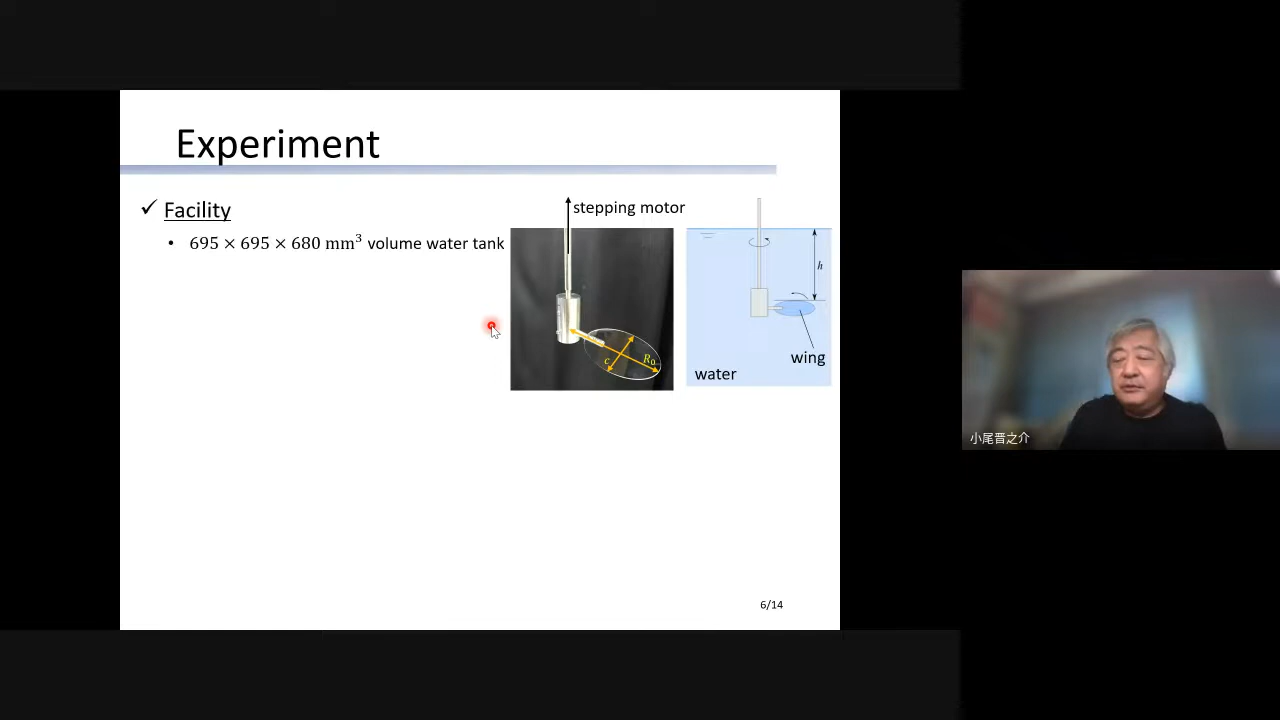 Experiment
✓ Facility
• 695 × 695 × 680 mm³ volume water tank
stepping motor
c
R₀
h
wing
water
6/14
小尾晋之介